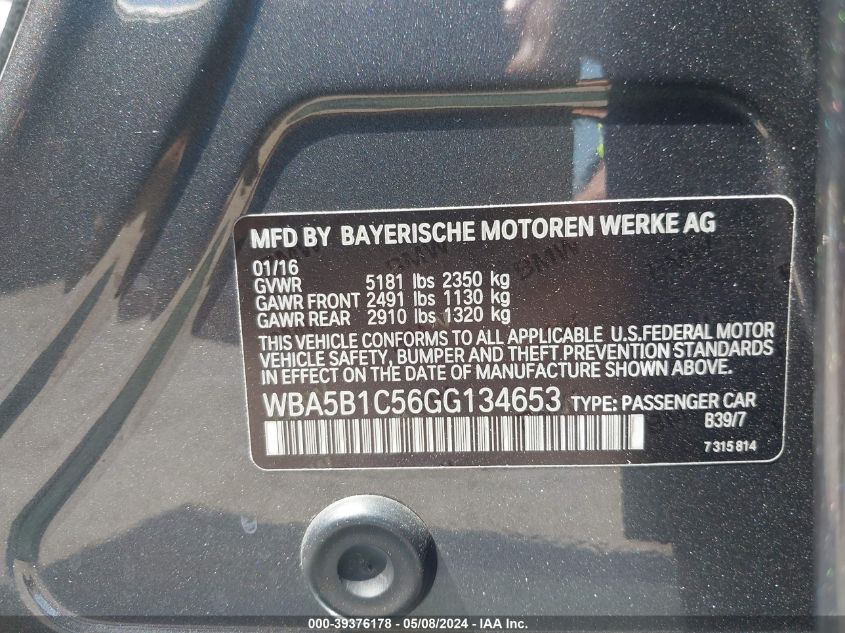 MFD BY BAYERISCHE MOTOREN WERKE AG
01/16
GVWR 5181 lbs 2350 kg
GAWR FRONT 2491 lbs 1130 kg
GAWR REAR 2910 lbs 1320 kg
THIS VEHICLE CONFORMS TO ALL APPLICABLE U.S.FEDERAL MOTOR
VEHICLE SAFETY, BUMPER AND THEFT PREVENTION STANDARDS
IN EFFECT ON THE DATE OF MANUFACTURE SHOWN ABOVE.
WBA5B1C56GG134653 TYPE: PASSENGER CAR
B39/7
7 315 814
000-39376178 - 05/08/2024 - IAA Inc.